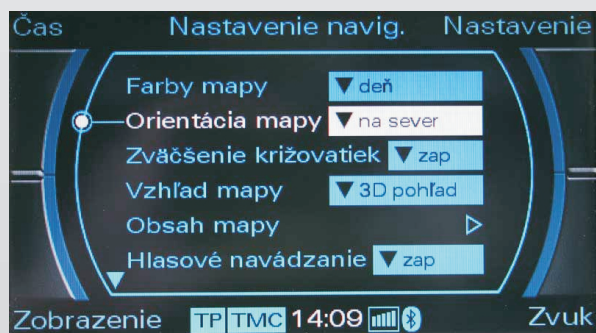 Čas Nastavenie navig. Nastavenie
Farby mapy deň
Orientácia mapy na sever
Zväčšenie križovatiek zap
Vzhľad mapy 3D pohľad
Obsah mapy
Hlasové navádzanie zap
Zobrazenie TP TMC 14:09 Zvuk